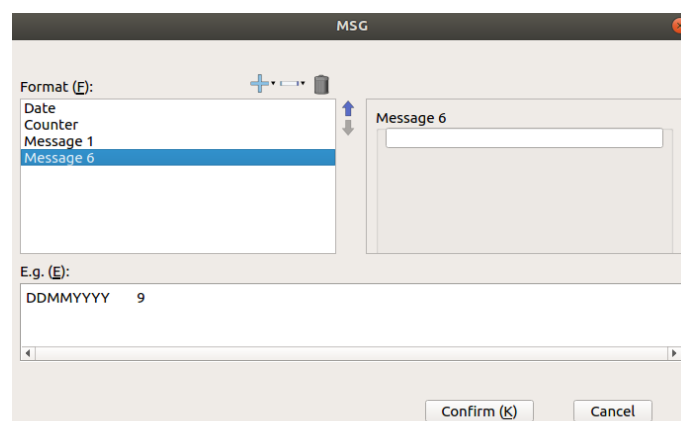 MSG
Format (F):
Date
Counter
Message 1
Message 6
Message 6
E.g. (E):
DDMMYYYY 9
Confirm (K)
Cancel